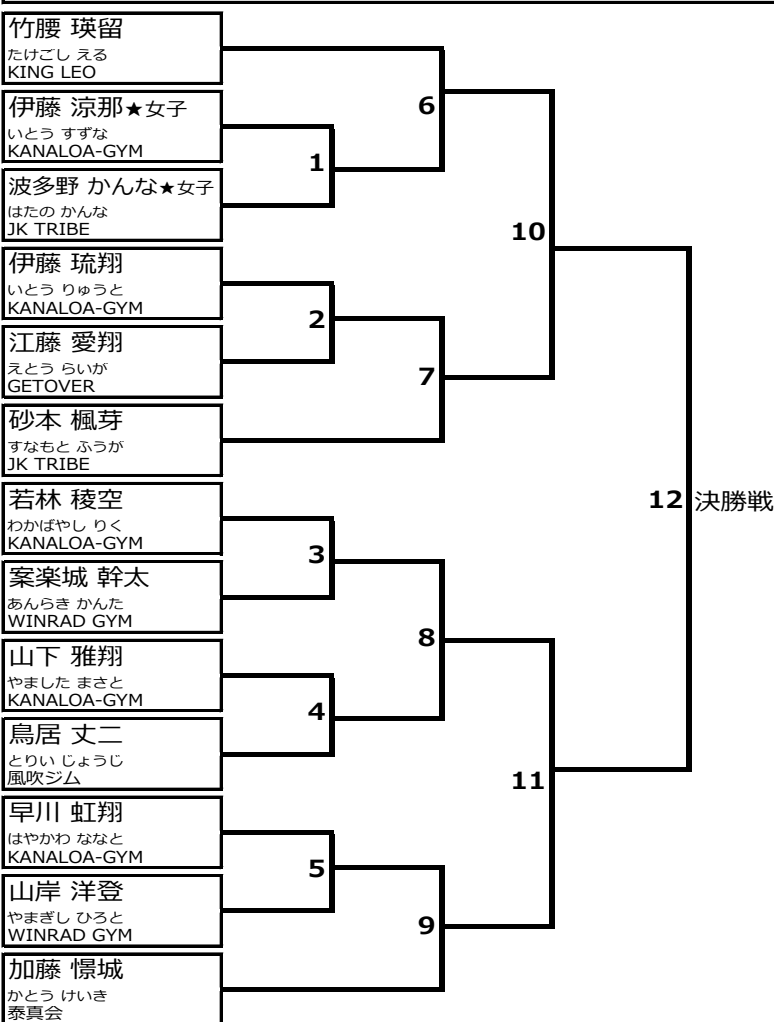 竹腰 瑛留
たけごし える
KING LEO
6
伊藤 涼那★女子
いとう すずな
KANALOA-GYM
1
波多野 かんな★女子
はたの かんな
JK TRIBE
10
伊藤 琉翔
いとう りゅうと
KANALOA-GYM
2
江藤 愛翔
えとう らいが
GETOVER
7
砂本 楓芽
すなもと ふうが
JK TRIBE
12 決勝戦
若林 稜空
わかばやし りく
KANALOA-GYM
3
案楽城 幹太
あんらき かんた
WINRAD GYM
8
山下 雅翔
やました まさと
KANALOA-GYM
4
鳥居 丈二
とりい じょうじ
風吹ジム
11
早川 虹翔
はやかわ ななと
KANALOA-GYM
5
山岸 洋登
やまぎし ひろと
WINRAD GYM
9
加藤 憬城
かとう けいき
泰真会